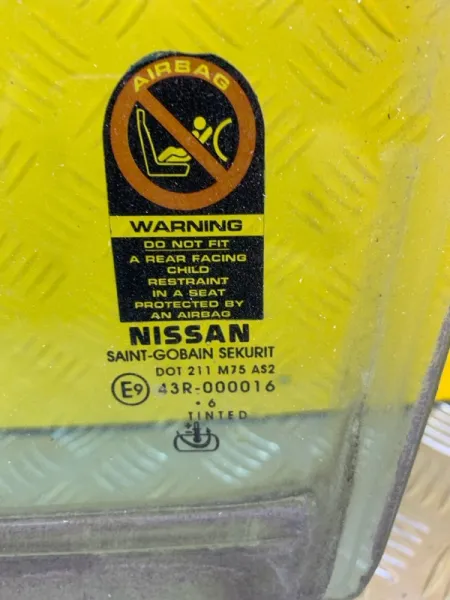 AIRBAG
WARNING
DO NOT FIT
A REAR FACING
CHILD
RESTRAINT
IN A SEAT
PROTECTED BY
AN AIRBAG
NISSAN
SAINT-GOBAIN SEKURIT
DOT 211 M75 AS2
E9 43R-000016
• 6
TINTED